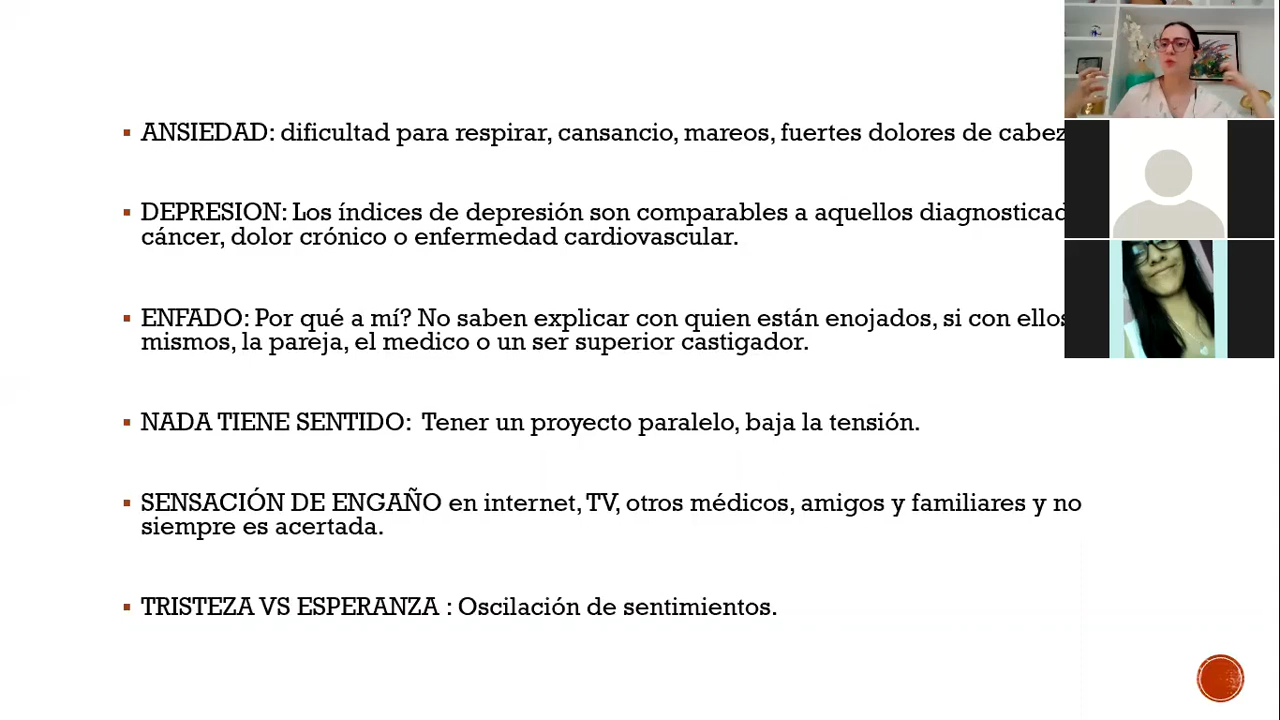 ANSIEDAD: dificultad para respirar, cansancio, mareos, fuertes dolores de cabez
DEPRESION: Los índices de depresión son comparables a aquellos diagnosticad
cáncer, dolor crónico o enfermedad cardiovascular.
ENFADO: Por qué a mí? No saben explicar con quien están enojados, si con ellos
mismos, la pareja, el medico o un ser superior castigador.
NADA TIENE SENTIDO: Tener un proyecto paralelo, baja la tensión.
SENSACIÓN DE ENGAÑO en internet, TV, otros médicos, amigos y familiares y no
siempre es acertada.
TRISTEZA VS ESPERANZA : Oscilación de sentimientos.